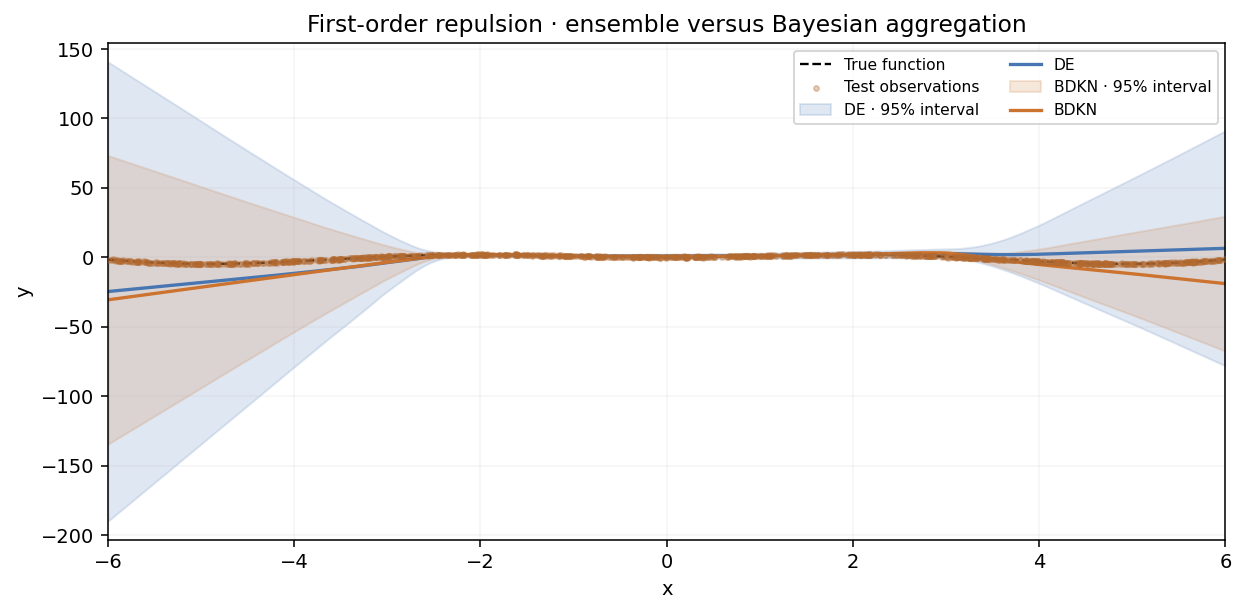 First-order repulsion · ensemble versus Bayesian aggregation
True function
Test observations
DE · 95% interval
DE
BDKN · 95% interval
BDKN
150
100
50
0
−50
−100
−150
−200
y
−6
−4
−2
0
2
4
6
x